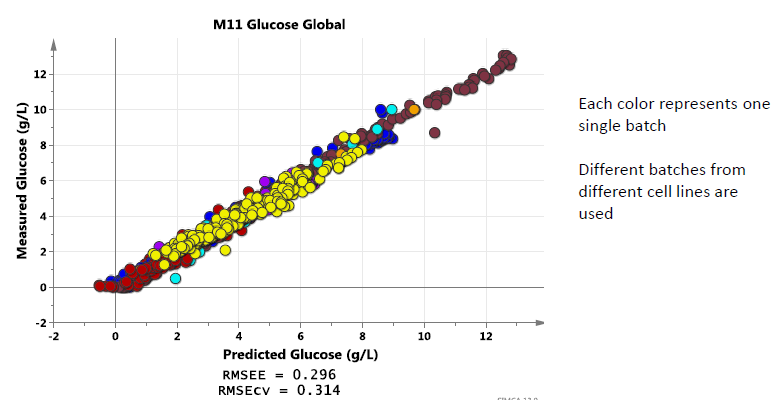 M11 Glucose Global
Measured Glucose (g/L)
12
10
8
6
4
2
0
-2
-2 0 2 4 6 8 10 12
Predicted Glucose (g/L)
RMSEE = 0.296
RMSEcv = 0.314
Each color represents one
single batch
Different batches from
different cell lines are
used